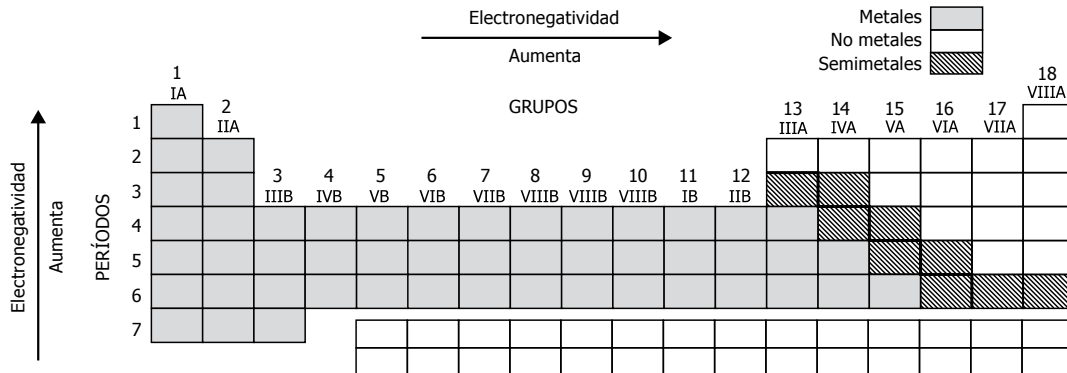 Electronegatividad
Aumenta
Metales
No metales
Semimetales
GRUPOS
1
IA
2
IIA
3
IIIB
4
IVB
5
VB
6
VIB
7
VIIB
8
VIIIB
9
VIIIB
10
VIIIB
11
IB
12
IIB
13
IIIA
14
IVA
15
VA
16
VIA
17
VIIA
18
VIIIA
Electronegatividad
Aumenta
PERÍODOS
1
2
3
4
5
6
7